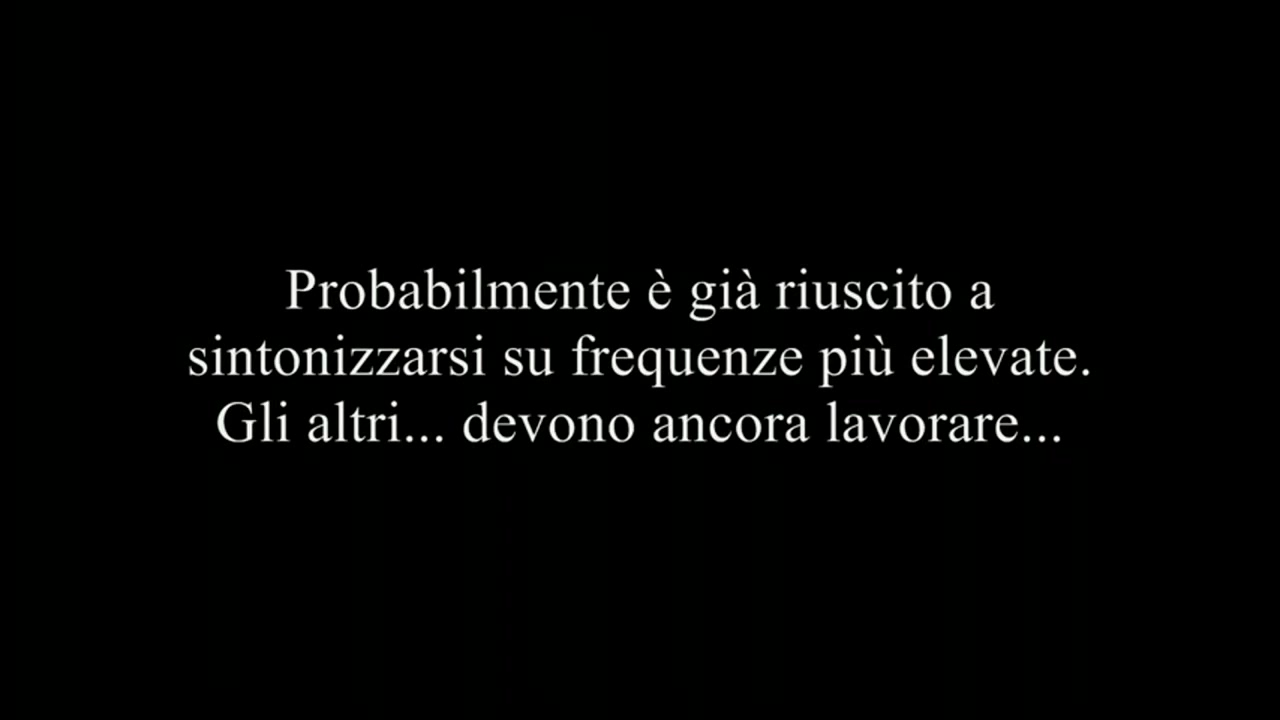 Probabilmente è già riuscito a
sintonizzarsi su frequenze più elevate.
Gli altri... devono ancora lavorare...